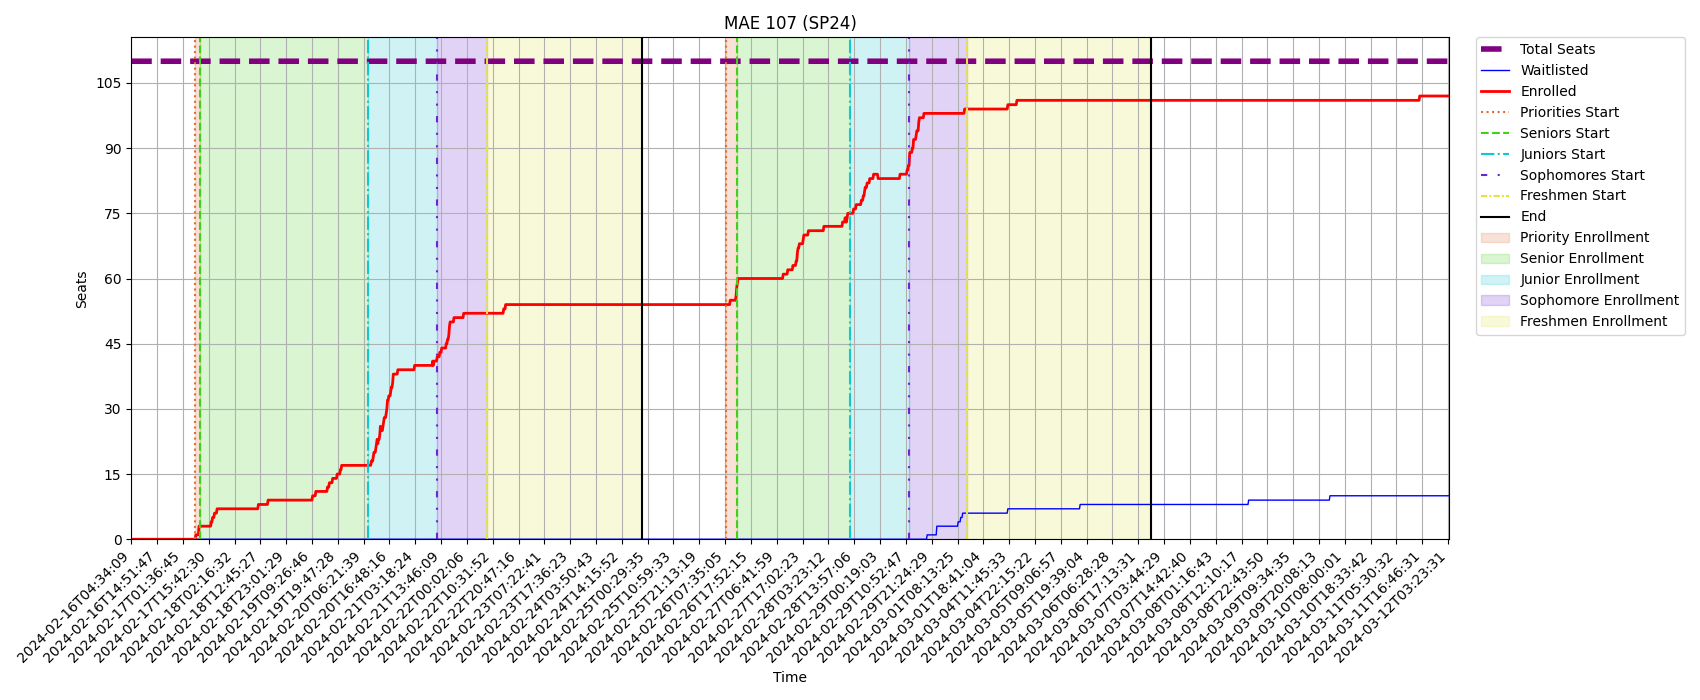 MAE 107 (SP24)
Seats
105
90
75
60
45
30
15
0
2024-02-16T04:34:09
2024-02-16T14:51:47
2024-02-17T01:36:45
2024-02-17T15:42:30
2024-02-18T02:16:32
2024-02-18T12:45:27
2024-02-18T23:01:29
2024-02-19T09:26:46
2024-02-19T19:47:28
2024-02-20T06:21:39
2024-02-20T16:48:16
2024-02-21T03:18:24
2024-02-21T13:46:09
2024-02-22T00:02:06
2024-02-22T10:31:52
2024-02-22T20:47:16
2024-02-23T07:22:41
2024-02-23T17:36:23
2024-02-24T03:50:43
2024-02-24T14:15:52
2024-02-25T00:29:35
2024-02-25T10:59:33
2024-02-25T21:13:19
2024-02-26T07:35:05
2024-02-26T17:52:15
2024-02-27T06:41:59
2024-02-27T17:02:23
2024-02-28T03:23:12
2024-02-28T13:57:06
2024-02-29T00:19:03
2024-02-29T10:52:47
2024-02-29T21:24:29
2024-03-01T08:13:25
2024-03-01T18:41:04
2024-03-04T11:45:33
2024-03-04T22:15:22
2024-03-05T09:06:57
2024-03-05T19:39:04
2024-03-06T06:28:28
2024-03-06T17:13:31
2024-03-07T03:44:29
2024-03-07T14:42:40
2024-03-08T01:16:43
2024-03-08T12:10:17
2024-03-08T22:43:50
2024-03-09T09:34:35
2024-03-09T20:08:13
2024-03-10T08:00:01
2024-03-10T18:33:42
2024-03-11T05:30:32
2024-03-11T16:46:31
2024-03-12T03:23:31
Time
Total Seats
Waitlisted
Enrolled
Priorities Start
Seniors Start
Juniors Start
Sophomores Start
Freshmen Start
End
Priority Enrollment
Senior Enrollment
Junior Enrollment
Sophomore Enrollment
Freshmen Enrollment